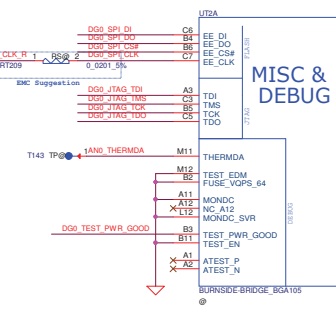 UT2A
DG0_SPI_DI C6 EE_DI
DG0_SPI_DO B4 EE_DO
DG0_SPI_CS# B6 EE_CS#
CLK_R 1 RS@ 2 DG0_SPI_CLK C7 EE_CLK
RT209 0_0201_5%
FLASH
EMC Suggestion
MISC &
DEBUG
DG0_JTAG_TDI A3 TDI
DG0_JTAG_TMS C3 TMS
DG0_JTAG_TCK B5 TCK
DG0_JTAG_TDO C5 TDO
JTAG
T143 TP@ 1 AN0_THERMDA M11 THERMDA
M12 TEST_EDM
B2 FUSE_VQPS_64
A11 MONDC
A12 NC_A12
L12 MONDC_SVR
DEBUG
DG0_TEST_PWR_GOOD B3 TEST_PWR_GOOD
B11 TEST_EN
A1 ATEST_P
A2 ATEST_N
BURNSIDE-BRIDGE_BGA105
@